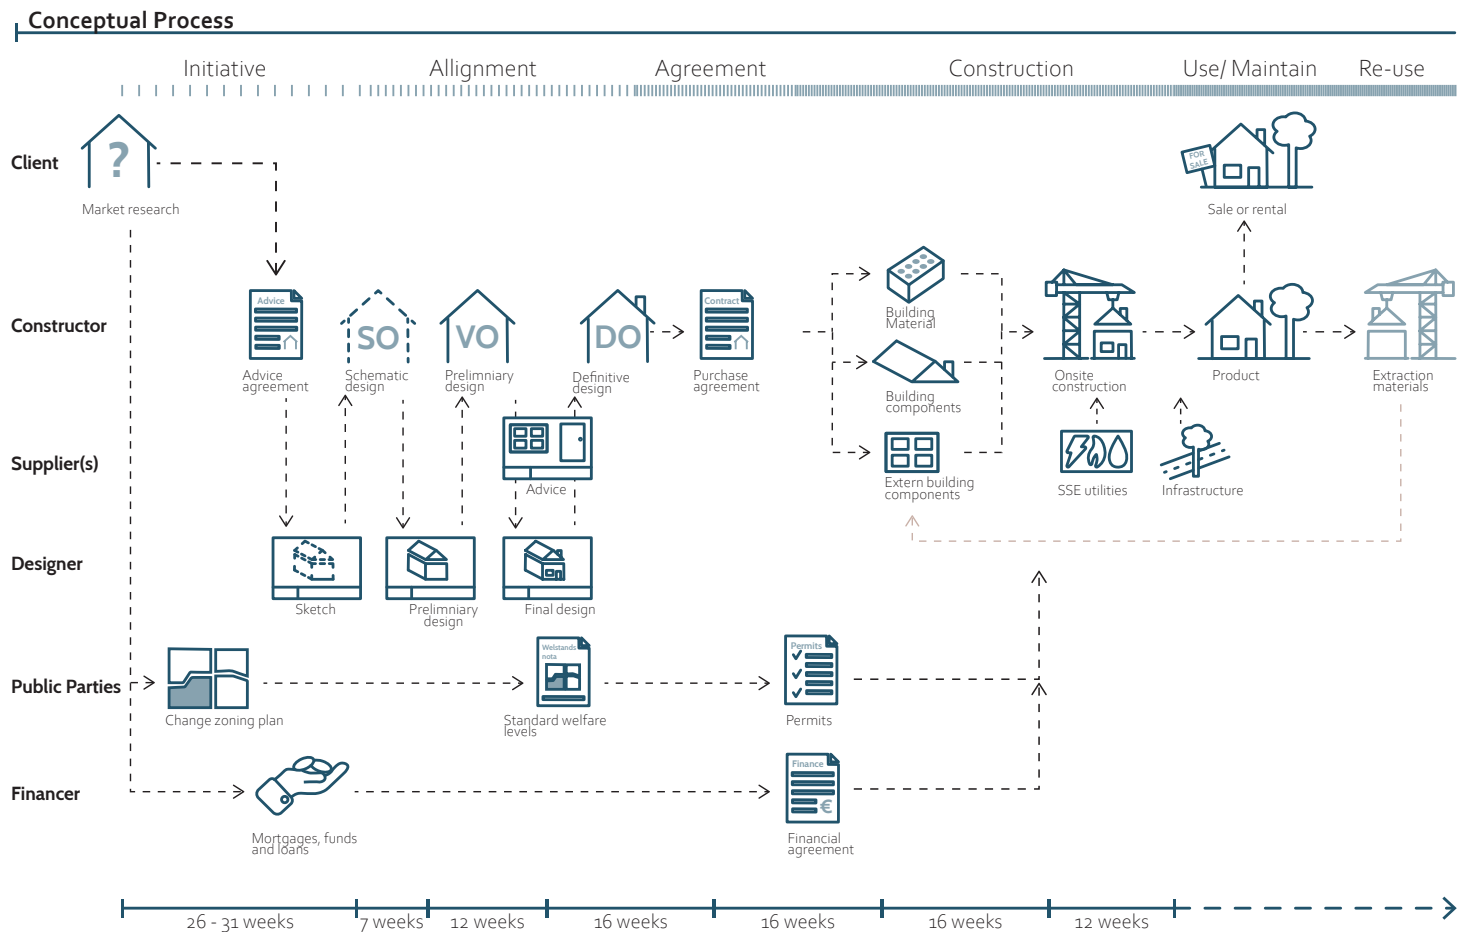 Conceptual Process
Initiative
Allignment
Agreement
Construction
Use/ Maintain
Re-use
Client
?
Market research
FOR
SALE
Sale or rental
Constructor
Advice
Advice
agreement
SO
Schematic
design
VO
Prelimniary
design
DO
Definitive
design
Contract
Purchase
agreement
Building
Material
Building
components
Extern building
components
Onsite
construction
Product
Extraction
materials
Supplier(s)
Advice
SSE utilities
Infrastructure
Designer
Sketch
Prelimniary
design
Final design
Public Parties
Change zoning plan
Welstands
nota
Standard welfare
levels
Permits
Permits
Financer
Mortgages, funds
and loans
Finance
€
Financial
agreement
26 - 31 weeks
7 weeks
12 weeks
16 weeks
16 weeks
16 weeks
12 weeks